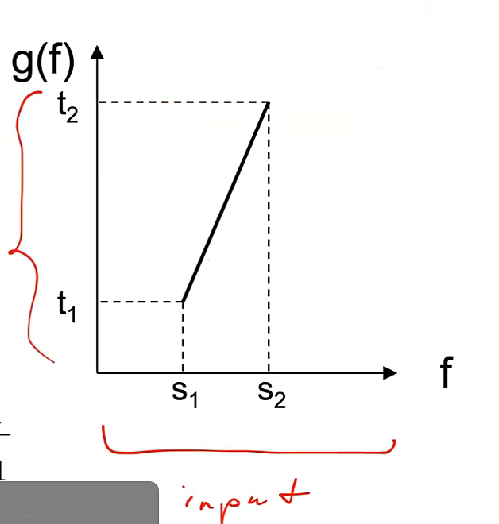 g(f)
t2
t1
s1 s2
f
input